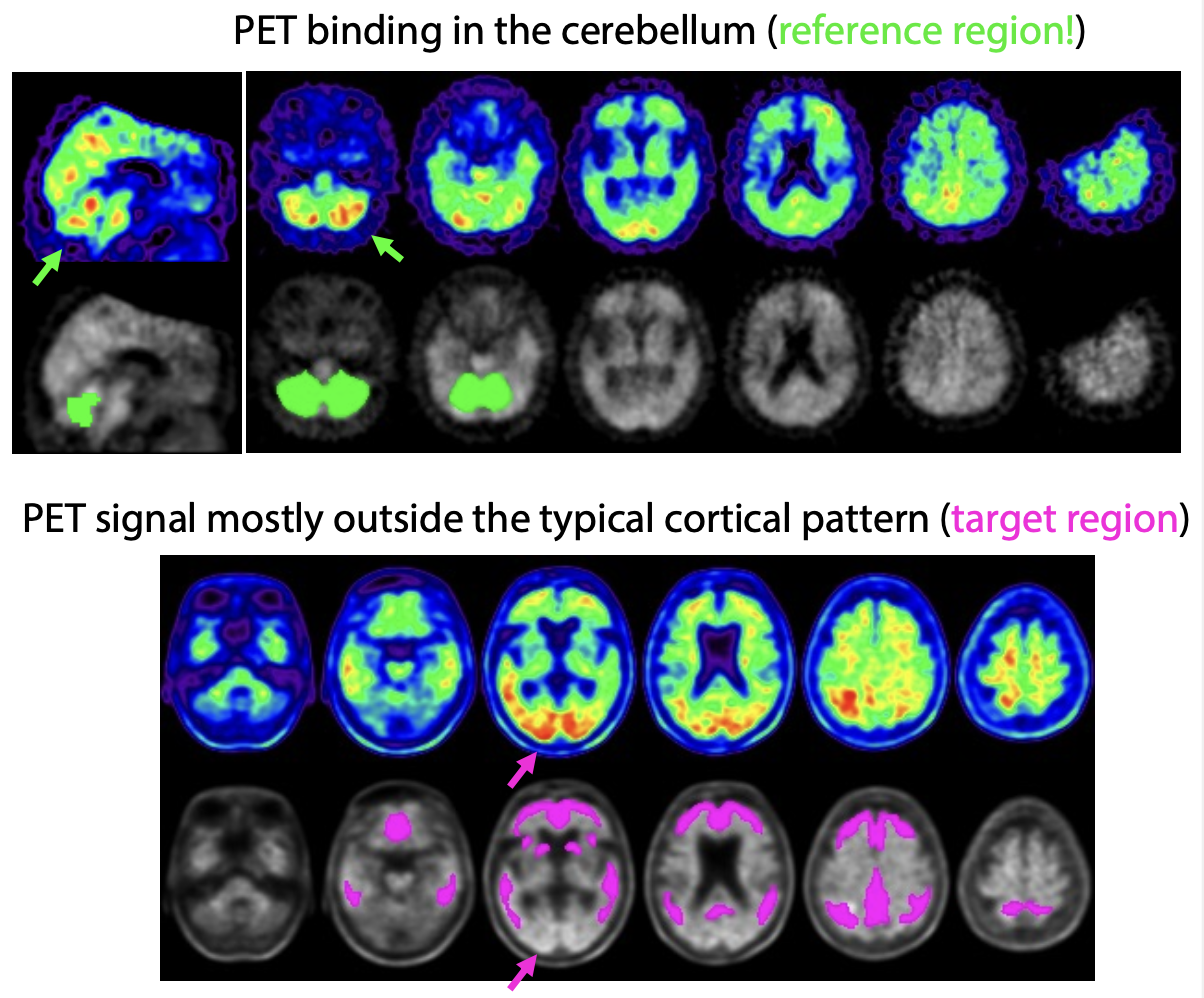 PET binding in the cerebellum (reference region!)
PET signal mostly outside the typical cortical pattern (target region)